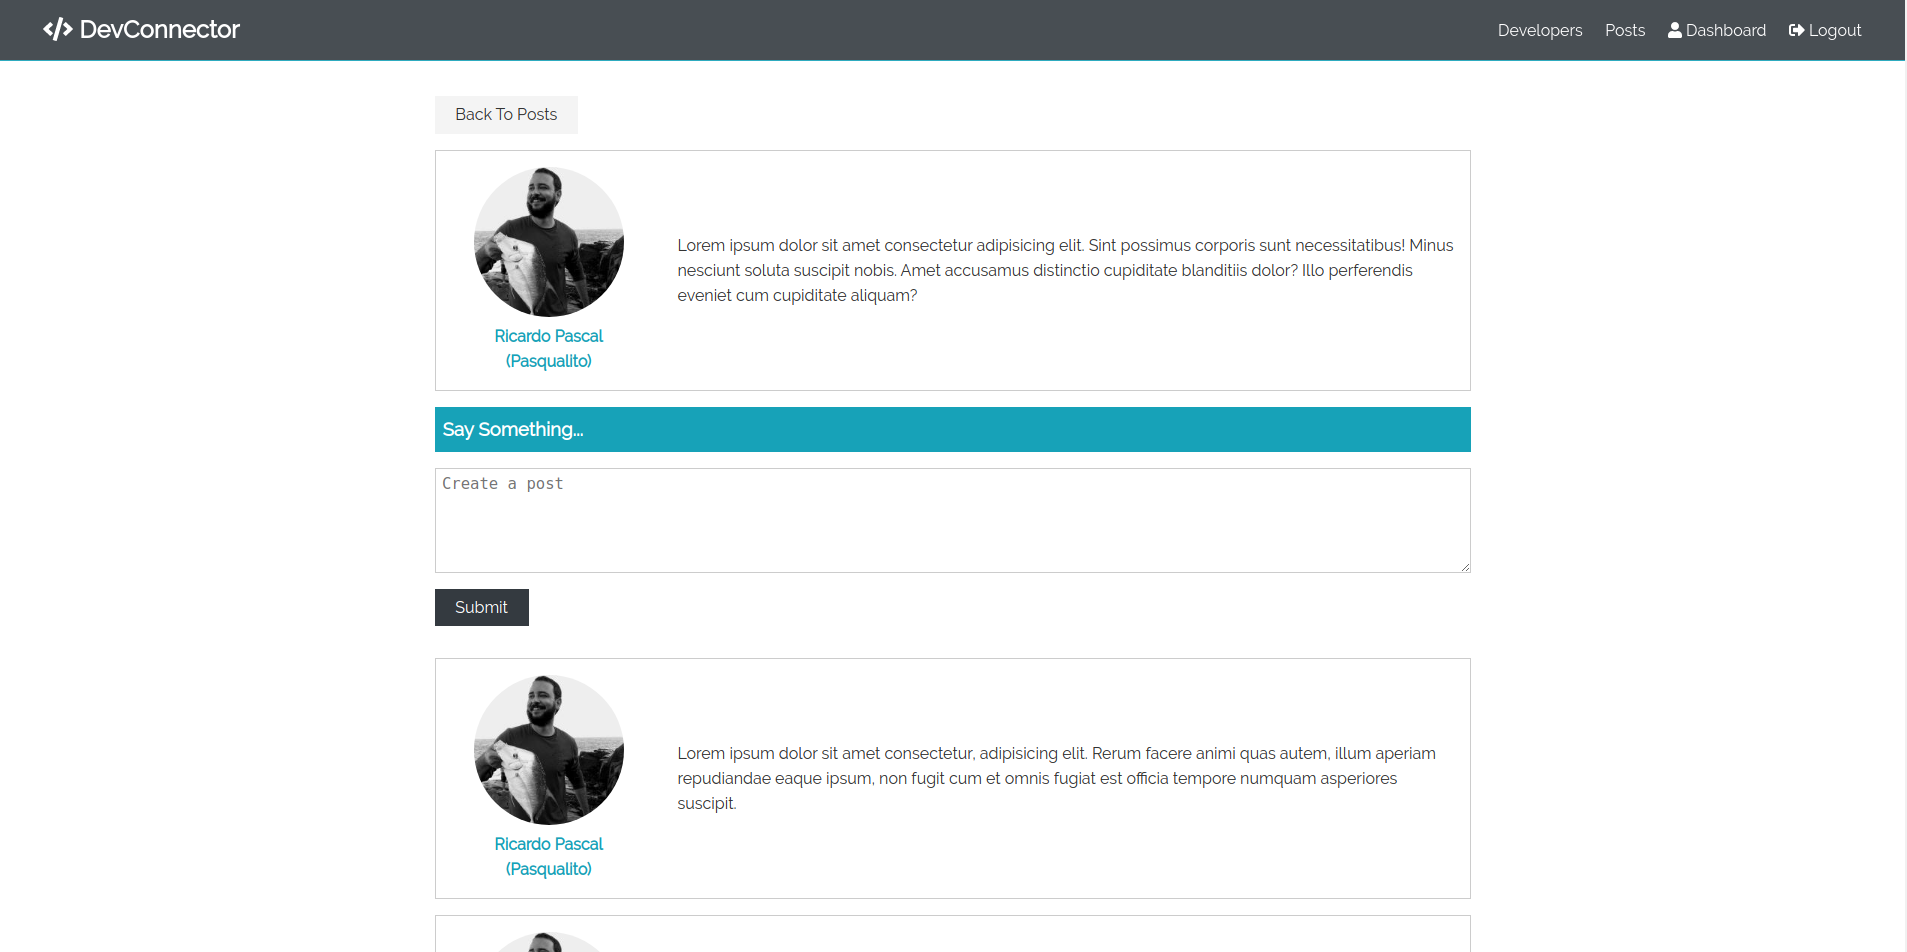 DevConnector
Developers Posts Dashboard Logout
Back To Posts
Lorem ipsum dolor sit amet consectetur adipisicing elit. Sint possimus corporis sunt necessitatibus! Minus
nesciunt soluta suscipit nobis. Amet accusamus distinctio cupiditate blanditiis dolor? Illo perferendis
eveniet cum cupiditate aliquam?
Ricardo Pascal
(Pasqualito)
Say Something...
Create a post
Submit
Lorem ipsum dolor sit amet consectetur, adipisicing elit. Rerum facere animi quas autem, illum aperiam
repudiandae eaque ipsum, non fugit cum et omnis fugiat est officia tempore numquam asperiores
suscipit.
Ricardo Pascal
(Pasqualito)